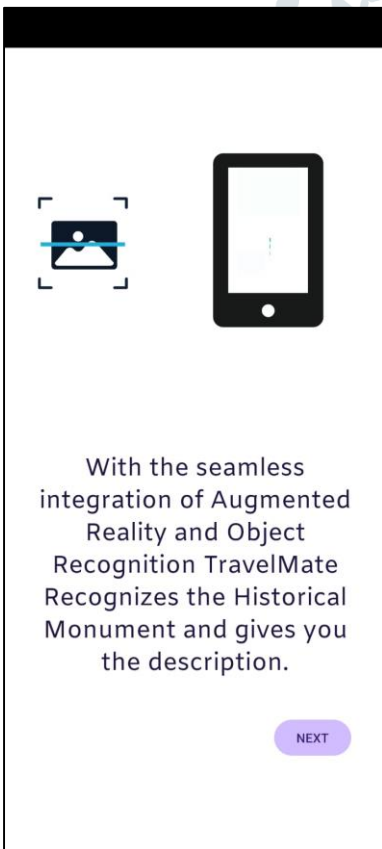 With the seamless
integration of Augmented
Reality and Object
Recognition TravelMate
Recognizes the Historical
Monument and gives you
the description.
NEXT